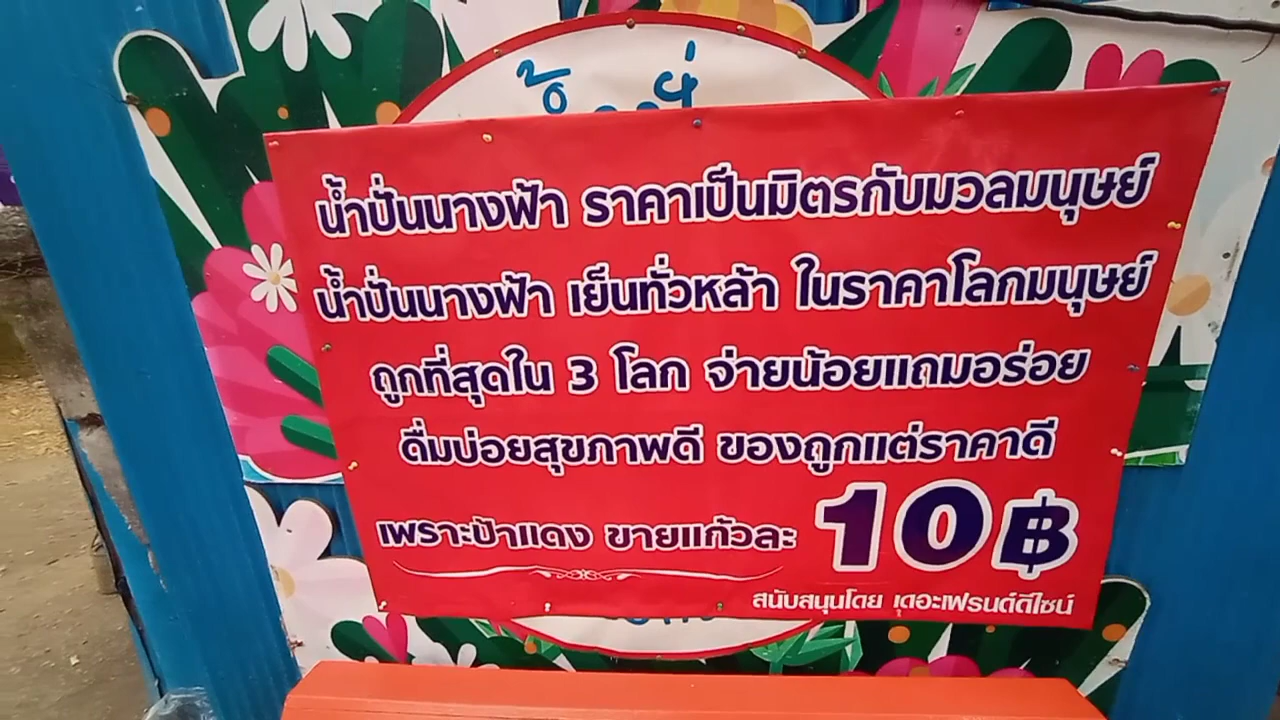 น้ำปั่นนางฟ้า ราคาเป็นมิตรกับมวลมนุษย์
น้ำปั่นนางฟ้า เย็นทั่วหล้า ในราคาโลกมนุษย์
ถูกที่สุดใน 3 โลก จ่ายน้อยแถมอร่อย
ดื่มบ่อยสุขภาพดี ของถูกแต่ราคาดี
เพราะป้าแดง ขายแก้วละ 10฿
สนับสนุนโดย เดอะเฟรนด์ดีไซน์